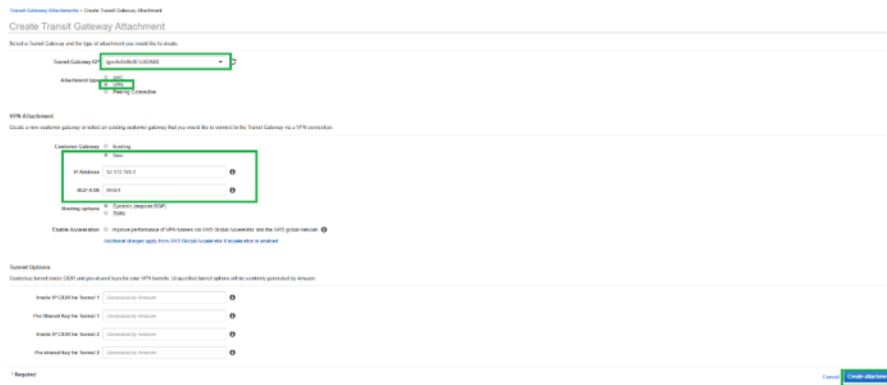 Transit Gateway Attachments > Create Transit Gateway Attachment
Create Transit Gateway Attachment
Select a Transit Gateway and the type of attachment you would like to create.
Transit Gateway ID*
Attachment type
VPC
VPN
Peering Connection
VPN Attachment
Create a new customer gateway or select an existing customer gateway that you would like to connect to the Transit Gateway via a VPN connection.
Customer Gateway
Existing
New
IP Address
BGP ASN
Routing options
Dynamic (requires BGP)
Static
Enable Acceleration
Improve performance of VPN tunnels via AWS Global Accelerator and the AWS global network
Additional charges apply from AWS Global Accelerator if acceleration is enabled
Tunnel Options
Customize tunnel inside CIDR and pre-shared keys for your VPN tunnels. Unspecified tunnel options will be randomly generated by Amazon.
Inside IP CIDR for Tunnel 1 Generated by Amazon
Pre-Shared Key for Tunnel 1 Generated by Amazon
Inside IP CIDR for Tunnel 2 Generated by Amazon
Pre-shared key for Tunnel 2 Generated by Amazon
* Required
Cancel Create attachment